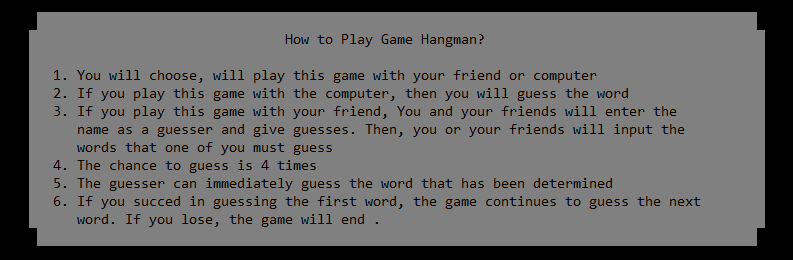 How to Play Game Hangman?
1. You will choose, will play this game with your friend or computer
2. If you play this game with the computer, then you will guess the word
3. If you play this game with your friend, You and your friends will enter the
name as a guesser and give guesses. Then, you or your friends will input the
words that one of you must guess
4. The chance to guess is 4 times
5. The guesser can immediately guess the word that has been determined
6. If you succed in guessing the first word, the game continues to guess the next
word. If you lose, the game will end .